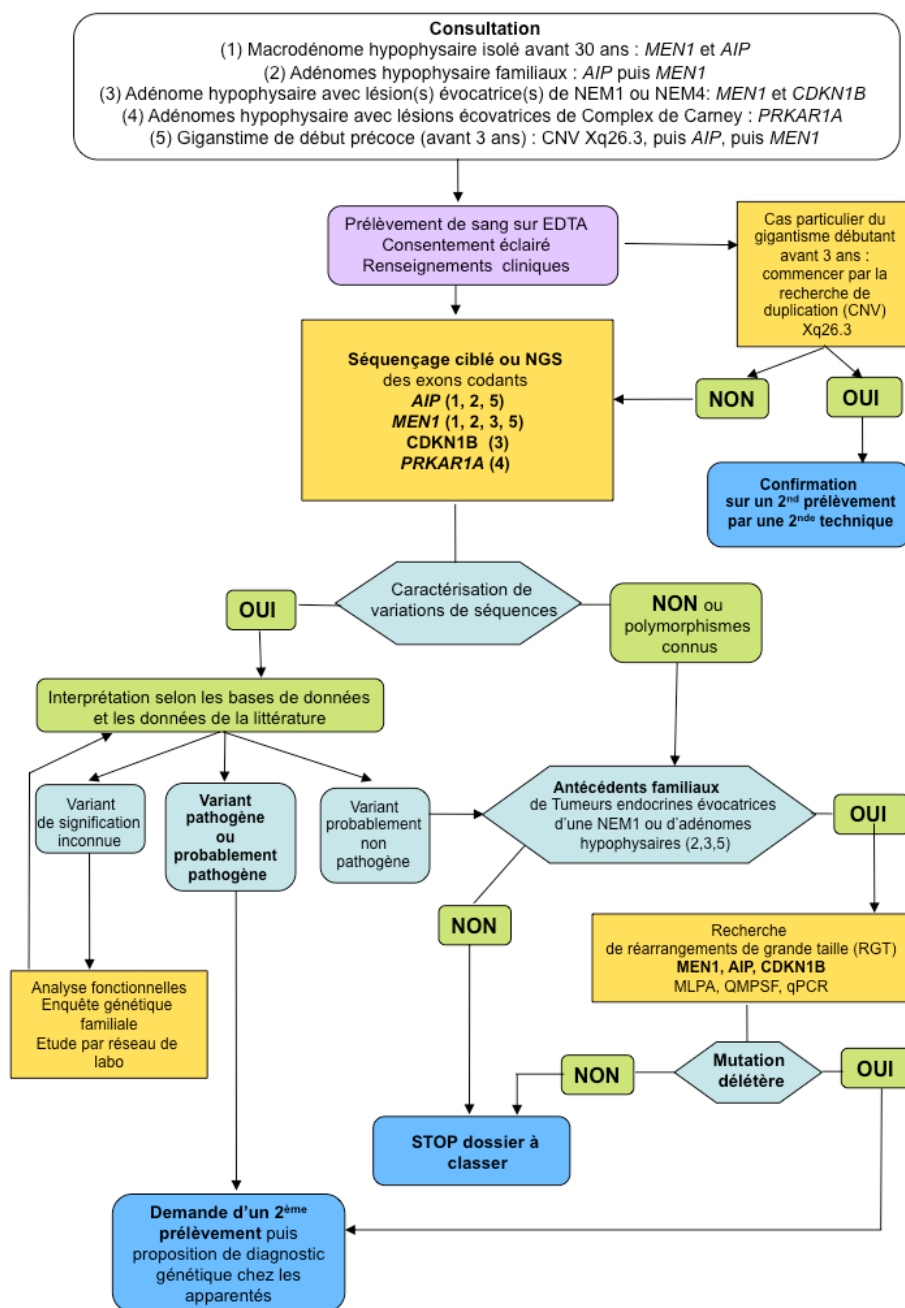 Consultation
(1) Macrodénome hypophysaire isolé avant 30 ans : MEN1 et AIP
(2) Adénomes hypophysaire familiaux : AIP puis MEN1
(3) Adénome hypophysaire avec lésion(s) évocatrice(s) de NEM1 ou NEM4: MEN1 et CDKN1B
(4) Adénomes hypophysaire avec lésions écovatrices de Complex de Carney : PRKAR1A
(5) Giganstime de début précoce (avant 3 ans) : CNV Xq26.3, puis AIP, puis MEN1
Prélèvement de sang sur EDTA
Consentement éclairé
Renseignements cliniques
Cas particulier du
gigantisme débutant
avant 3 ans :
commencer par la
recherche de
duplication (CNV)
Xq26.3
Séquençage ciblé ou NGS
des exons codants
AIP (1, 2, 5)
MEN1 (1, 2, 3, 5)
CDKN1B (3)
PRKAR1A (4)
NON
OUI
Confirmation
sur un 2nd prélèvement
par une 2nde technique
Caractérisation de
variations de séquences
OUI
NON ou
polymorphismes
connus
Interprétation selon les bases de données
et les données de la littérature
Variant
de signification
inconnue
Variant
pathogène
ou
probablement
pathogène
Variant
probablement
non
pathogène
Antécédents familiaux
de Tumeurs endocrines évocatrices
d'une NEM1 ou d'adénomes
hypophysaires (2,3,5)
OUI
NON
Recherche
de réarrangements de grande taille (RGT)
MEN1, AIP, CDKN1B
MLPA, QMPSF, qPCR
Analyse fonctionnelles
Enquête génétique
familiale
Etude par réseau de
labo
NON
Mutation
délétère
OUI
STOP dossier à
classer
Demande d'un 2ème
prélèvement puis
proposition de diagnostic
génétique chez les
apparentés